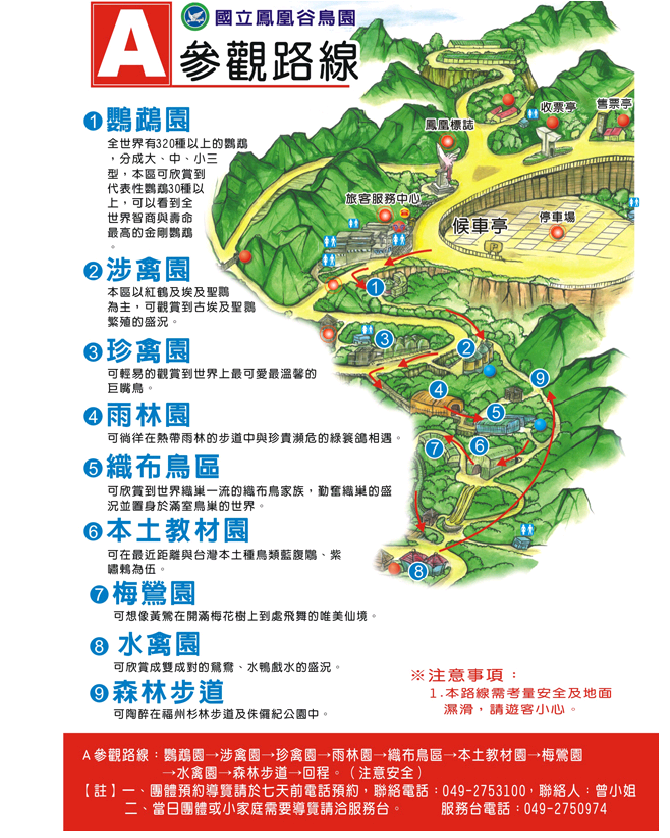 國立鳳凰谷鳥園
A
參觀路線
1 鸚鵡園
全世界有320種以上的鸚鵡
，分成大、中、小三
型，本區可欣賞到
代表性鸚鵡30種以
上，可以看到全
世界智商與壽命
最高的金剛鸚鵡
。
2 涉禽園
本區以紅鶴及埃及聖䴉
為主，可觀賞到古埃及聖䴉
繁殖的盛況。
3 珍禽園
可輕易的觀賞到世界上最可愛最溫馨的
巨嘴鳥。
4 雨林園
可徜徉在熱帶雨林的步道中與珍貴瀕危的綠簑鴿相遇。
5 織布鳥區
可欣賞到世界織巢一流的織布鳥家族，勤奮織巢的盛
況並置身於滿室鳥巢的世界。
6 本土教材園
可在最近距離與台灣本土種鳥類藍腹鷴、紫
嘯鶇為伍。
7 梅鶯園
可想像黃鶯在開滿梅花樹上到處飛舞的唯美仙境。
8 水禽園
可欣賞成雙成對的鴛鴦、水鴨戲水的盛況。
9 森林步道
可陶醉在福州杉林步道及侏儸紀公園中。
收票亭
售票亭
鳳凰標誌
旅客服務中心
候車亭
停車場
1
2
3
4
5
6
7
8
9
※注意事項：
1.本路線需考量安全及地面
濕滑，請遊客小心。
A參觀路線：鸚鵡園→涉禽園→珍禽園→雨林園→織布鳥區→本土教材園→梅鶯園
→水禽園→森林步道→回程。（注意安全）
【註】一、團體預約導覽請於七天前電話預約，聯絡電話：049-2753100，聯絡人：曾小姐
二、當日團體或小家庭需要導覽請洽服務台。 服務台電話：049-2750974